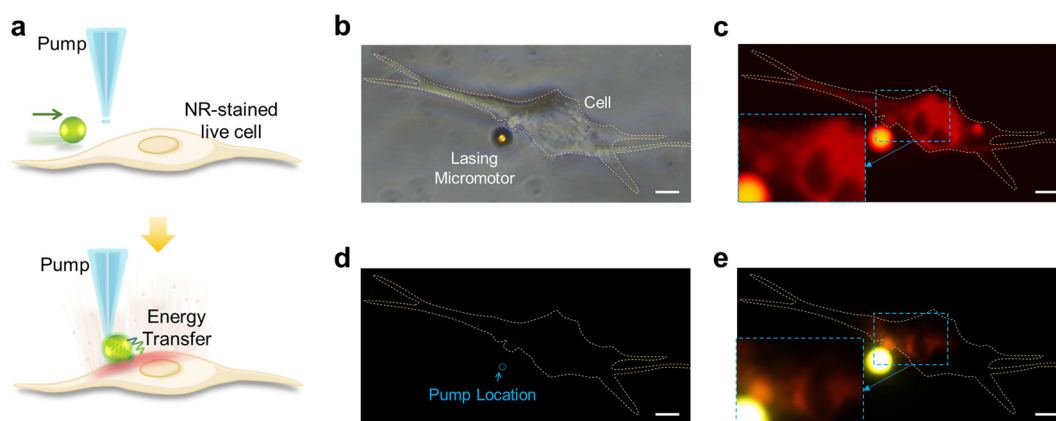 a
Pump
NR-stained
live cell
Pump
Energy
Transfer
b
Cell
Lasing
Micromotor
c
d
Pump Location
e